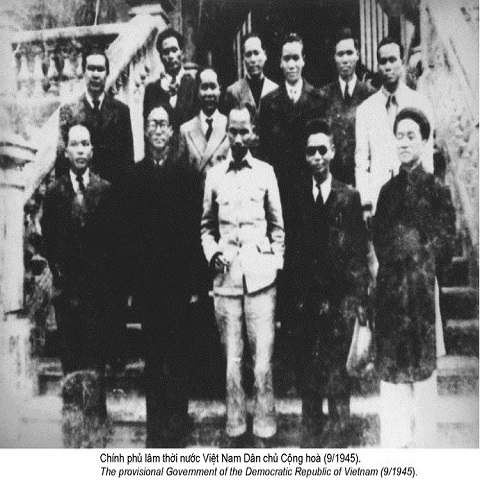 Chính phủ lâm thời nước Việt Nam Dân chủ Cộng hoà (9/1945).
The provisional Government of the Democratic Republic of Vietnam (9/1945).